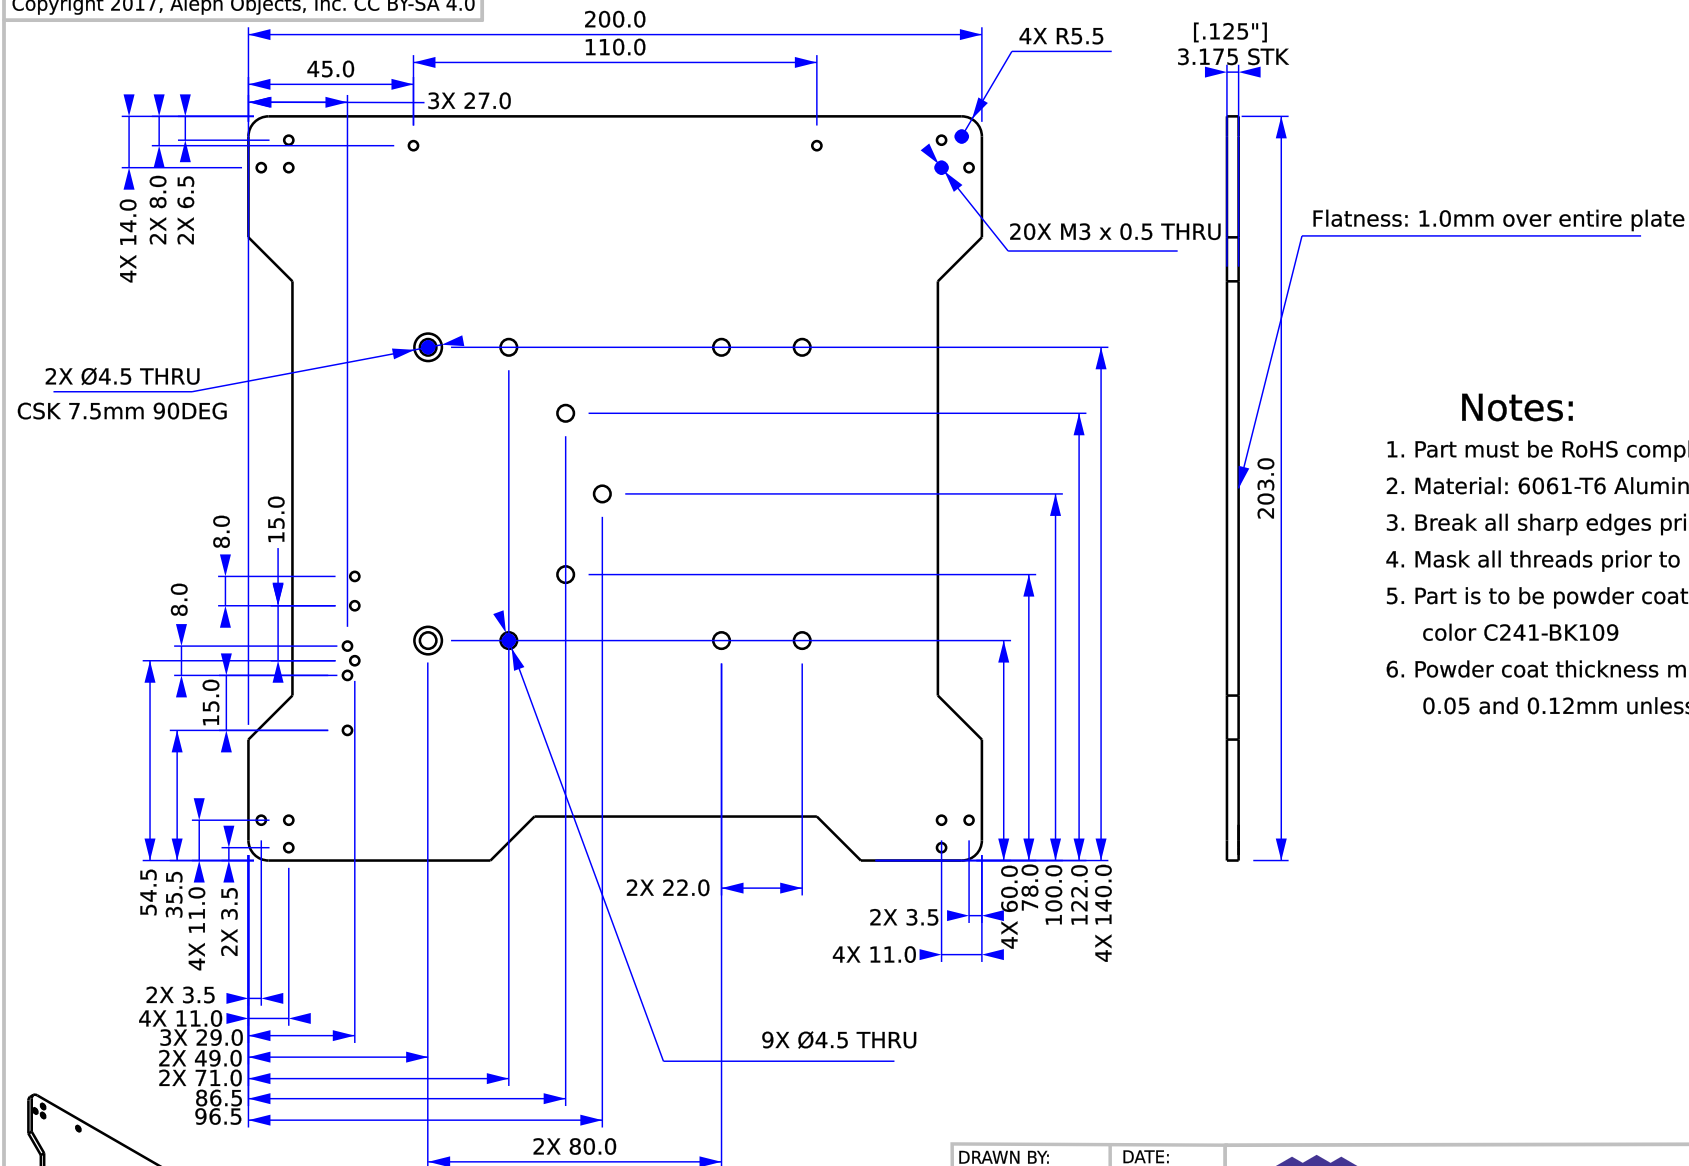 Copyright 2017, Aleph Objects, Inc. CC BY-SA 4.0
200.0
110.0
45.0
3X 27.0
4X R5.5
[.125"]
3.175 STK
4X 14.0
2X 8.0
2X 6.5
20X M3 x 0.5 THRU
Flatness: 1.0mm over entire plate
2X Ø4.5 THRU
CSK 7.5mm 90DEG
203.0
Notes:
1. Part must be RoHS compl
2. Material: 6061-T6 Alumin
3. Break all sharp edges pri
4. Mask all threads prior to
5. Part is to be powder coat
color C241-BK109
6. Powder coat thickness m
0.05 and 0.12mm unless
8.0
15.0
8.0
15.0
54.5
35.5
4X 11.0
2X 3.5
2X 22.0
2X 3.5
4X 11.0
4X 60.0
78.0
100.0
122.0
4X 140.0
2X 3.5
4X 11.0
3X 29.0
2X 49.0
2X 71.0
86.5
96.5
9X Ø4.5 THRU
2X 80.0
DRAWN BY:
DATE: